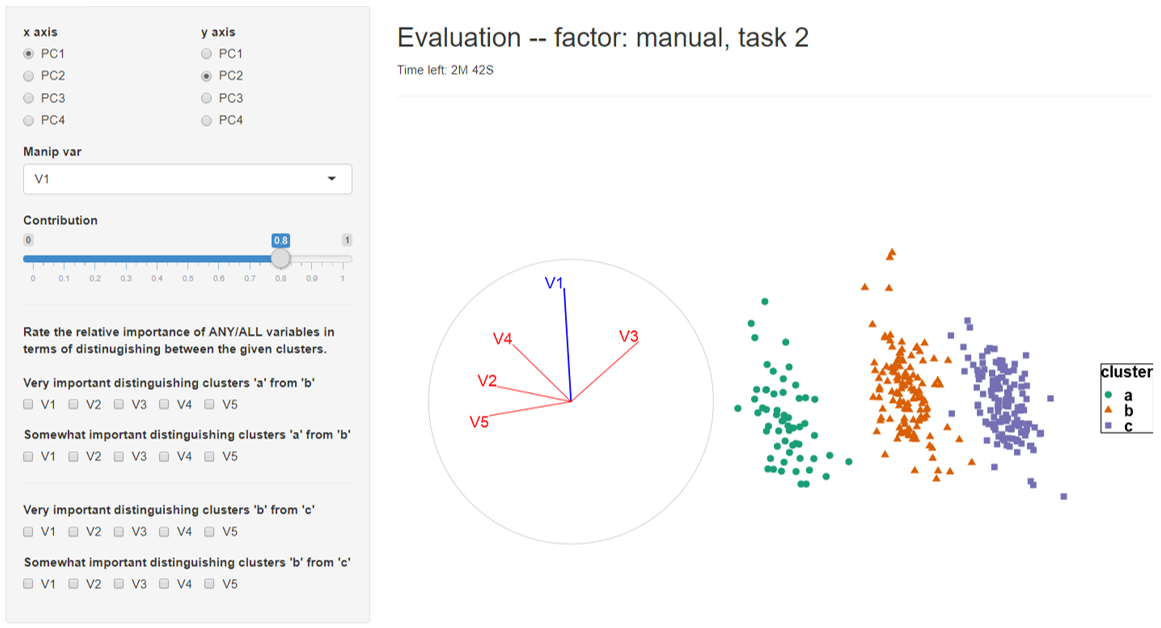 x axis
y axis
PC1
PC1
PC2
PC2
PC3
PC3
PC4
PC4
Manip var
V1
Contribution
0 0.8 1
0 0.1 0.2 0.3 0.4 0.5 0.6 0.7 0.8 0.9 1
Rate the relative importance of ANY/ALL variables in
terms of distinugishing between the given clusters.
Very important distinguishing clusters 'a' from 'b'
V1 V2 V3 V4 V5
Somewhat important distinguishing clusters 'a' from 'b'
V1 V2 V3 V4 V5
Very important distinguishing clusters 'b' from 'c'
V1 V2 V3 V4 V5
Somewhat important distinguishing clusters 'b' from 'c'
V1 V2 V3 V4 V5
Evaluation -- factor: manual, task 2
Time left: 2M 42S
V1
V4
V3
V2
V5
cluster
a
b
c